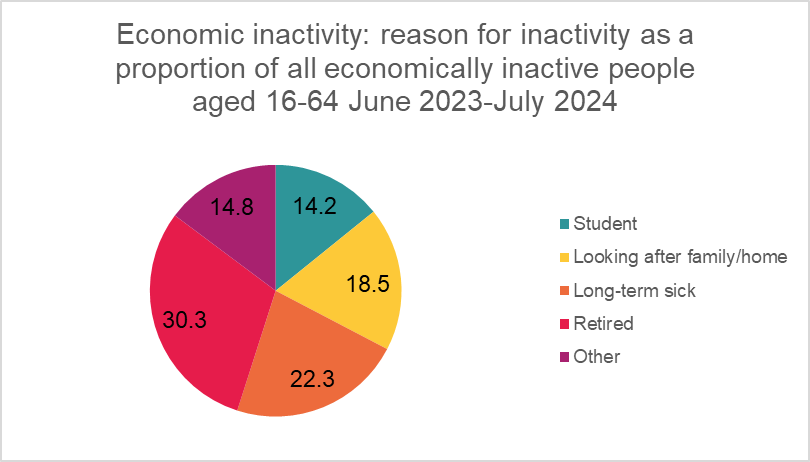 Economic inactivity: reason for inactivity as a
proportion of all economically inactive people
aged 16-64 June 2023-July 2024
14.8
14.2
18.5
30.3
22.3
Student
Looking after family/home
Long-term sick
Retired
Other